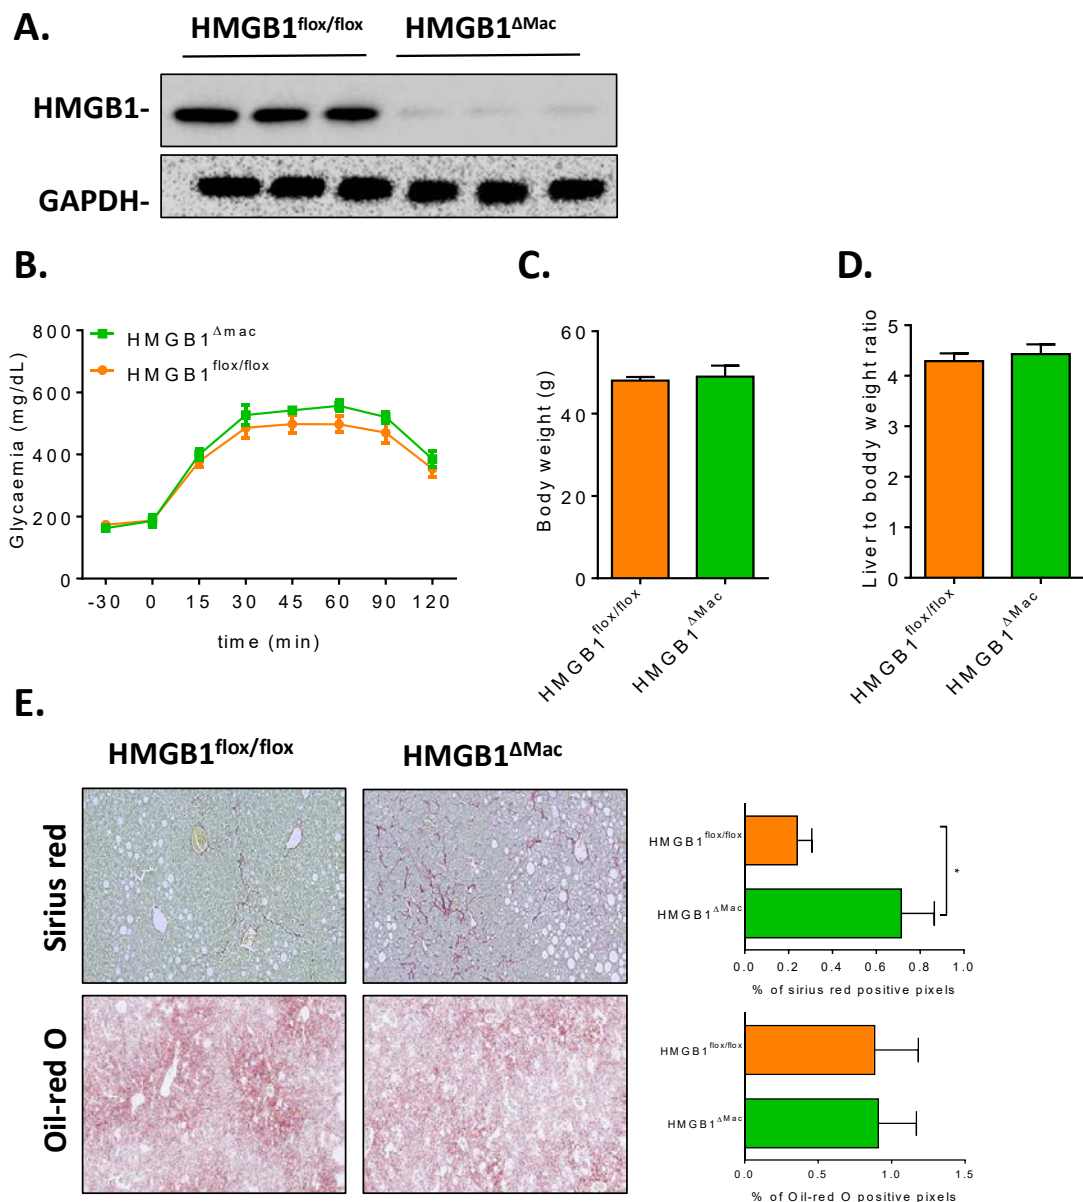 A.
HMGB1flox/flox HMGB1ΔMac
HMGB1-
GAPDH-
B.
800
600
400
200
0
Glycaemia (mg/dL)
HMGB1Δmac
HMGB1flox/flox
-30 0 15 30 45 60 90 120
time (min)
C.
60
40
20
0
Body weight (g)
HMGB1flox/flox
HMGB1ΔMac
D.
5
4
3
2
1
0
Liver to boddy weight ratio
HMGB1flox/flox
HMGB1ΔMac
E.
HMGB1flox/flox HMGB1ΔMac
Sirius red
Oil-red O
HMGB1flox/flox
HMGB1ΔMac
*
0.0 0.2 0.4 0.6 0.8 1.0
% of sirius red positive pixels
HMGB1flox/flox
HMGB1ΔMac
0.0 0.5 1.0 1.5
% of Oil-red O positive pixels